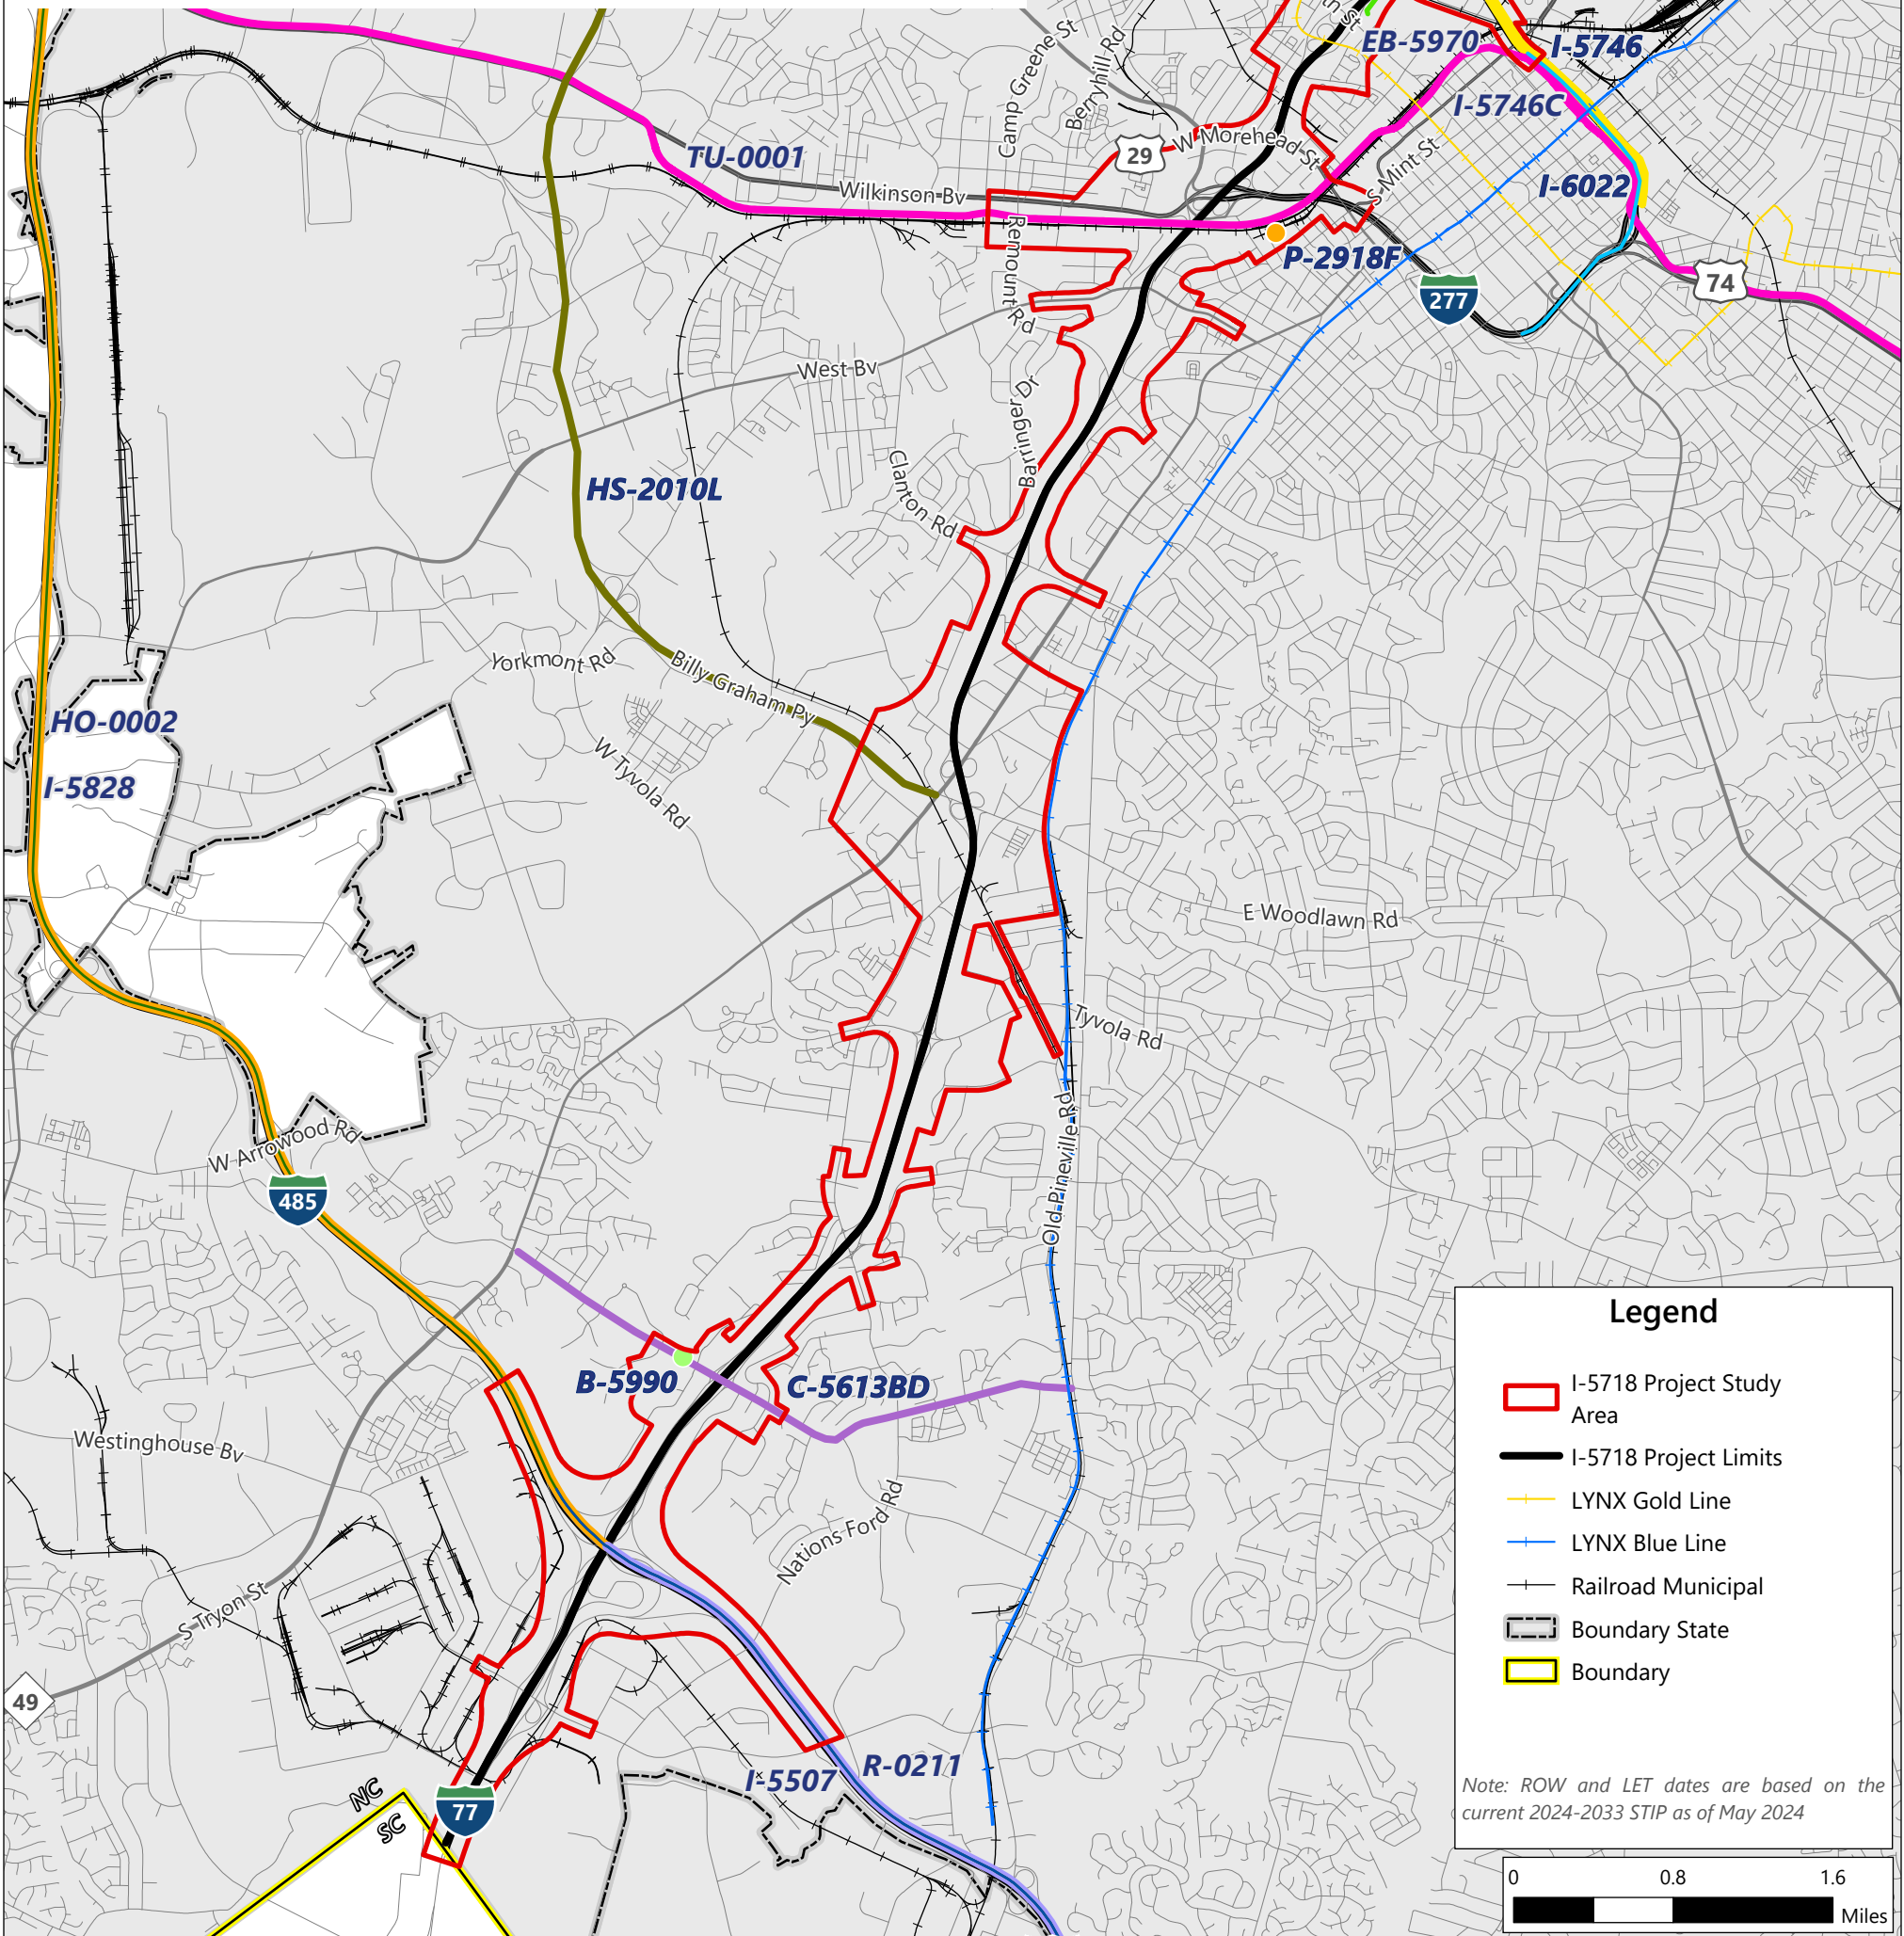 Camp Greene St
Berryhill Rd
th St
EB-5970
I-5746
I-5746C
TU-0001
29
W Morehead St
S Mint St
I-6022
Wilkinson Bv
Remount Rd
P-2918F
277
74
West Bv
Barringer Dr
Clanton Rd
HS-2010L
Yorkmont Rd
Billy Graham Py
HO-0002
I-5828
W Tyvola Rd
E Woodlawn Rd
Tyvola Rd
W Arrowood Rd
485
Old Pineville Rd
B-5990
C-5613BD
Westinghouse Bv
Nations Ford Rd
S Tryon St
49
I-5507
R-0211
NC
SC
77
Legend
I-5718 Project Study
Area
I-5718 Project Limits
LYNX Gold Line
LYNX Blue Line
Railroad Municipal
Boundary State
Boundary
Note: ROW and LET dates are based on the
current 2024-2033 STIP as of May 2024
0 0.8 1.6
Miles